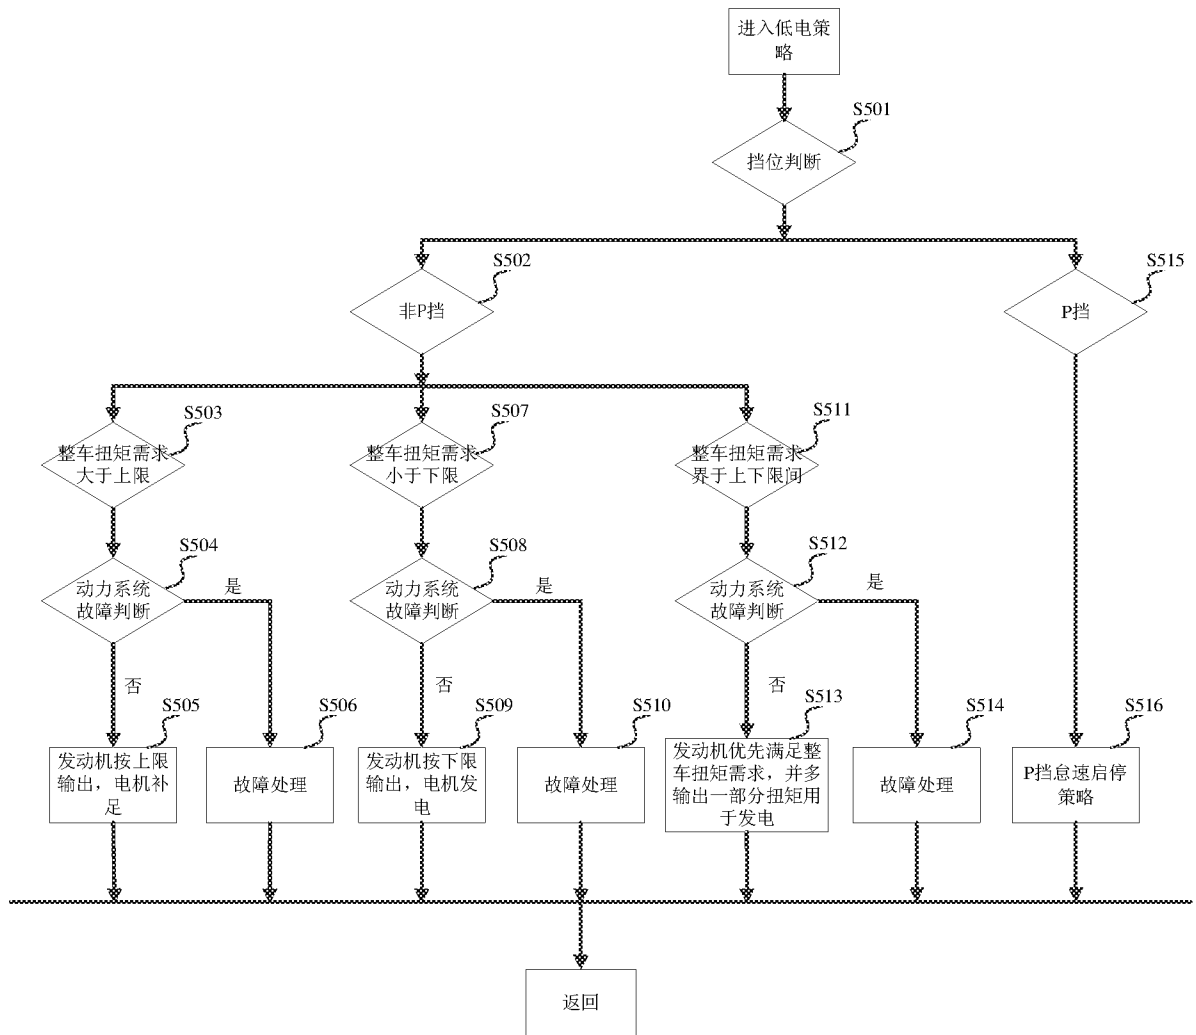 进入低电策
略
S501
挡位判断
S502
非P挡
S515
P挡
S503
整车扭矩需求
大于上限
S507
整车扭矩需求
小于下限
S511
整车扭矩需求
界于上下限间
S504
动力系统
故障判断
是
否
S508
动力系统
故障判断
是
否
S512
动力系统
故障判断
是
否
S505
发动机按上限
输出，电机补
足
S506
故障处理
S509
发动机按下限
输出，电机发
电
S510
故障处理
S513
发动机优先满足整
车扭矩需求，并多
输出一部分扭矩用
于发电
S514
故障处理
S516
P挡怠速启停
策略
返回